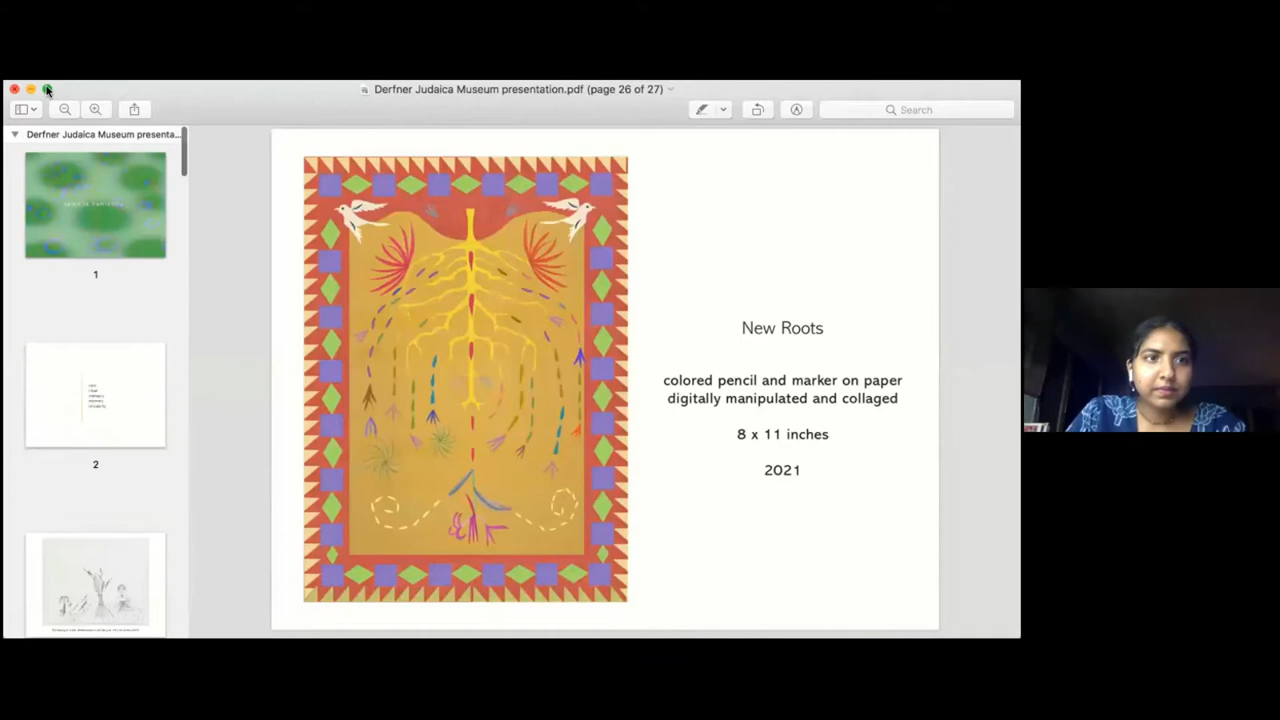 Derfner Judaica Museum presentation.pdf (page 26 of 27)
Search
Derfner Judaica Museum presenta...
1
2
New Roots
colored pencil and marker on paper
digitally manipulated and collaged
8 x 11 inches
2021